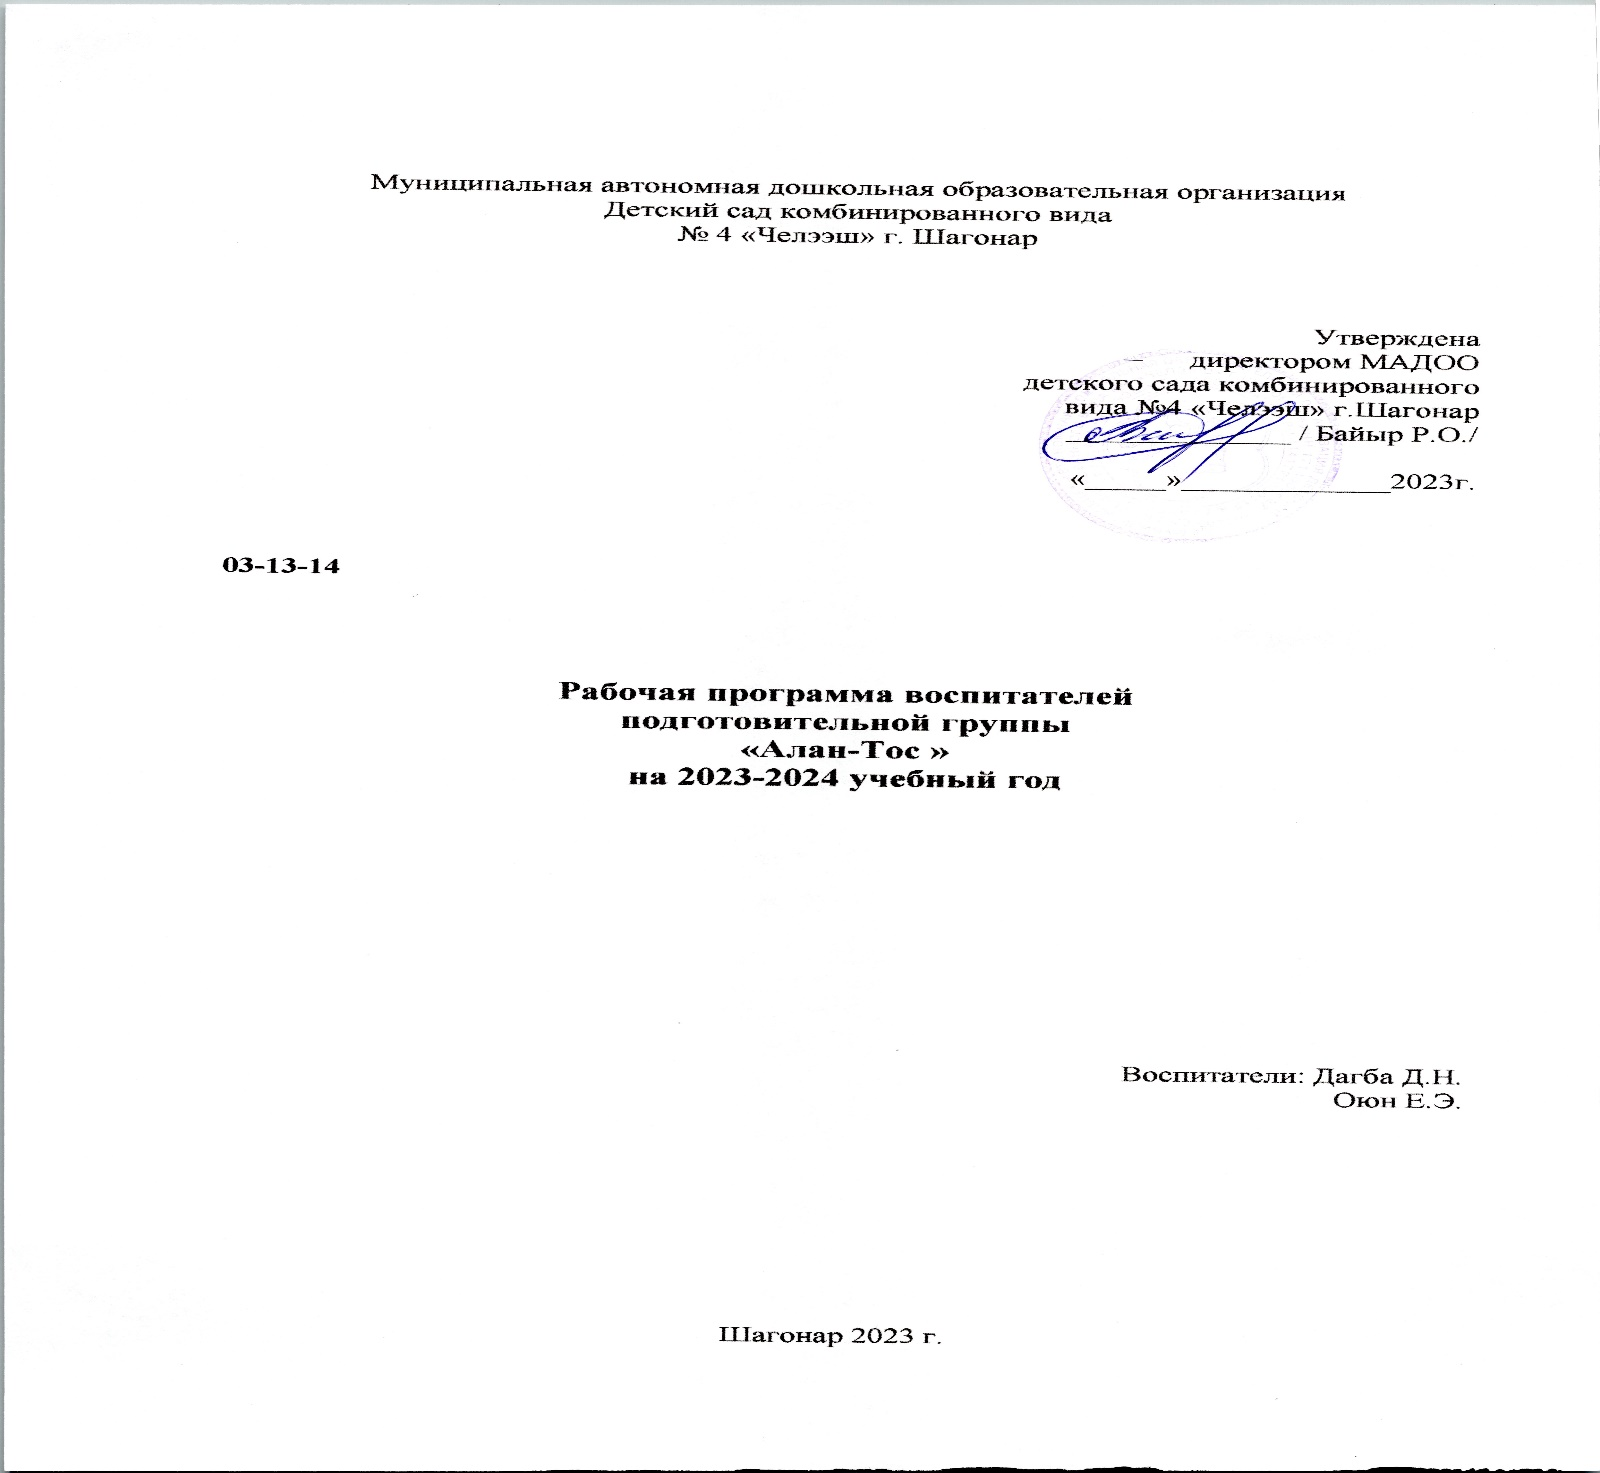 Муниципальная автономная дошкольная образовательная организация
Детский сад комбинированного вида
№ 4 «Челээш» г. Шагонар
Утверждена
директором МАДОО
детского сада комбинированного
вида №4 «Челээш» г.Шагонар
_________________ / Байыр Р.О./
«______»________________2023г.
03-13-14
Рабочая программа воспитателей
подготовительной группы
«Алан-Тос »
на 2023-2024 учебный год
Воспитатели: Дагба Д.Н.
Оюн Е.Э.
Шагонар 2023 г.